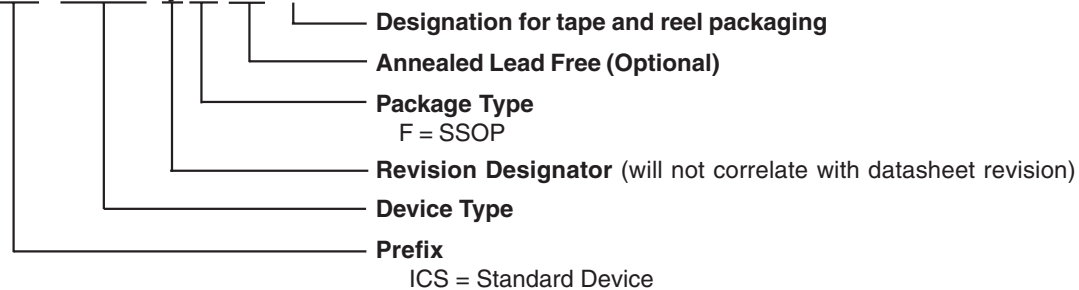 Designation for tape and reel packaging
Annealed Lead Free (Optional)
Package Type
F = SSOP
Revision Designator (will not correlate with datasheet revision)
Device Type
Prefix
ICS = Standard Device